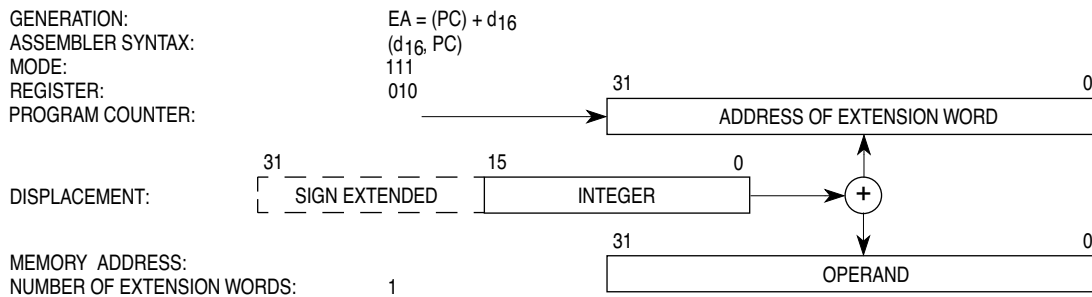 GENERATION: EA = (PC) + d16
ASSEMBLER SYNTAX: (d16, PC)
MODE: 111
REGISTER: 010
31 0
PROGRAM COUNTER: ADDRESS OF EXTENSION WORD
31 15 0
DISPLACEMENT: SIGN EXTENDED INTEGER +
31 0
MEMORY ADDRESS: OPERAND
NUMBER OF EXTENSION WORDS: 1